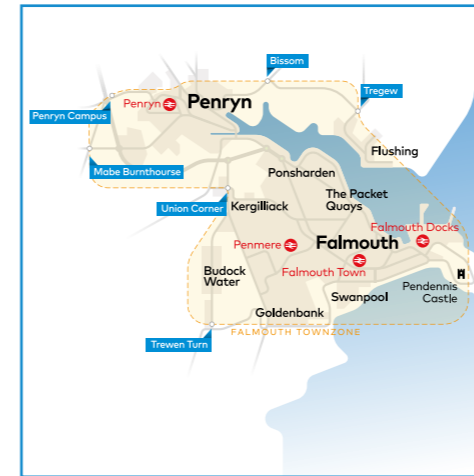 Bissom
Tregew
Penryn
Penryn
Penryn Campus
Flushing
Mabe Burnthourse
Ponsharden
The Packet
Quays
Union Corner
Kergilliack
Falmouth Docks
Penmere
Falmouth
Falmouth Town
Budock
Water
Pendennis
Castle
Swanpool
Goldenbank
FALMOUTH TOWNZONE
Trewen Turn